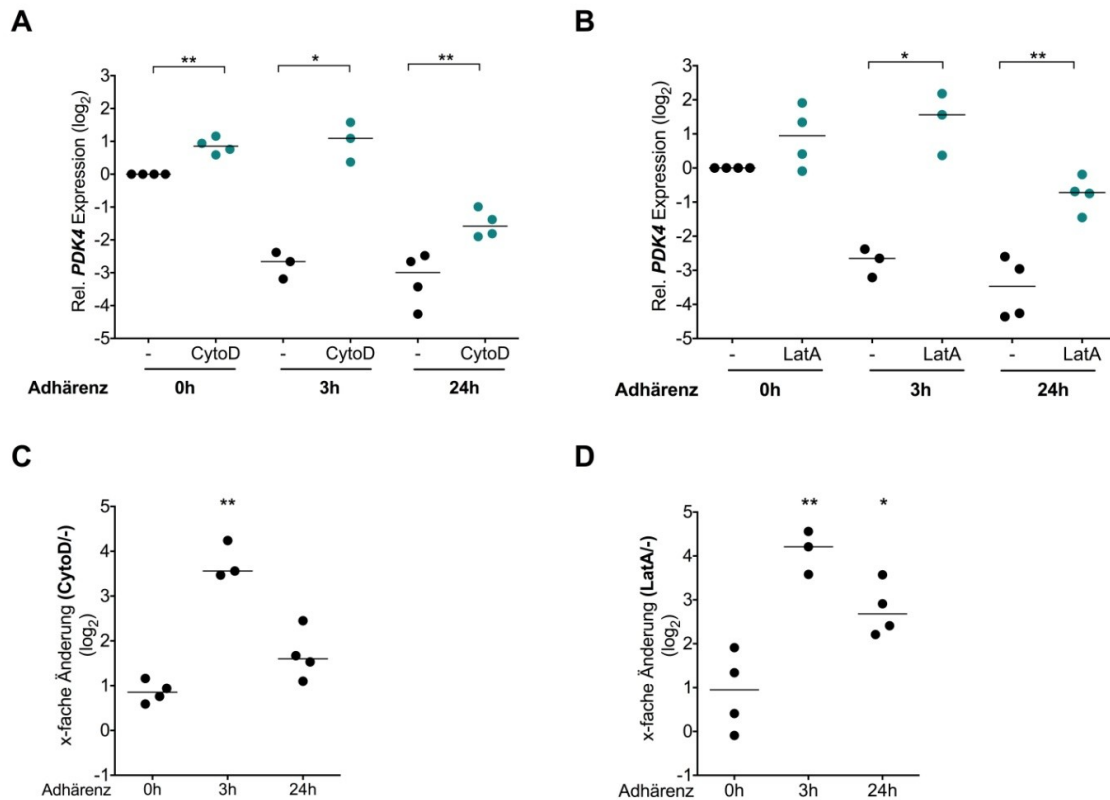 A
** * **
3
2
1
0
-1
-2
-3
-4
-5
Rel. PDK4 Expression (log2)
- CytoD - CytoD - CytoD
Adhärenz 0h 3h 24h
B
* **
3
2
1
0
-1
-2
-3
-4
-5
Rel. PDK4 Expression (log2)
- LatA - LatA - LatA
Adhärenz 0h 3h 24h
C
**
5
4
3
2
1
0
-1
x-fache Änderung (CytoD/-)
(log2)
Adhärenz 0h 3h 24h
D
** *
5
4
3
2
1
0
-1
x-fache Änderung (LatA/-)
(log2)
Adhärenz 0h 3h 24h